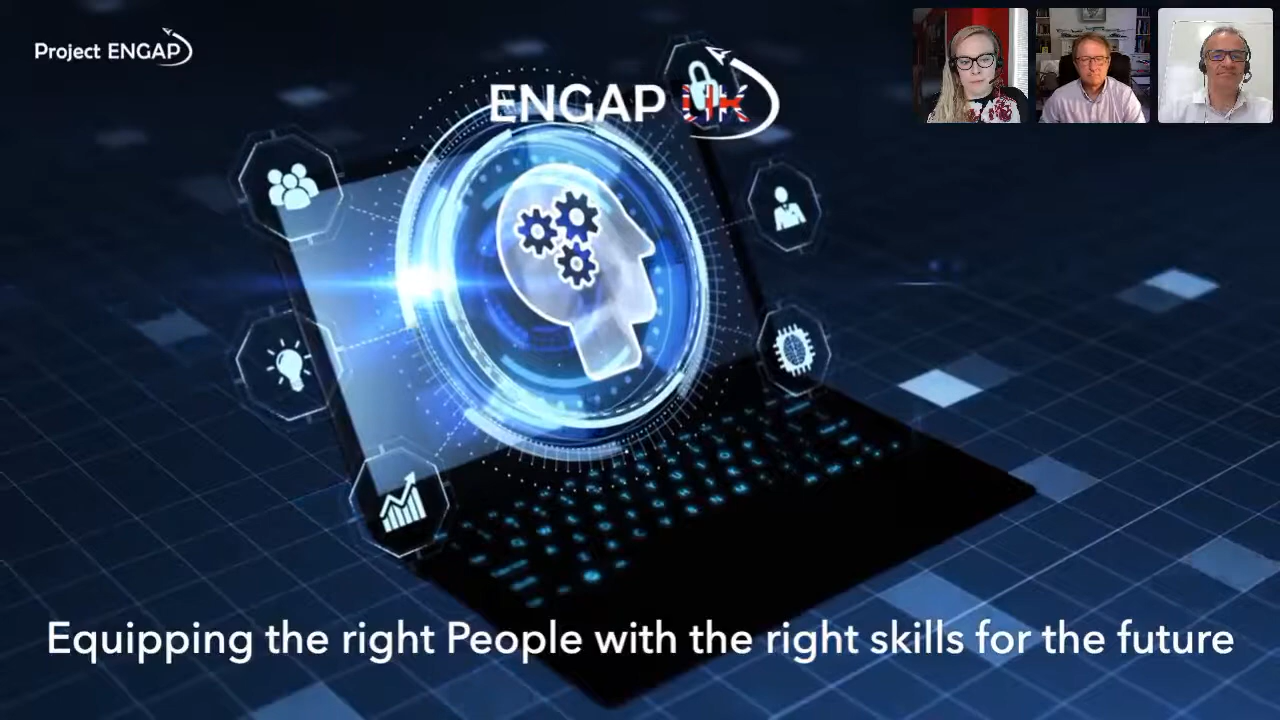 Project ENGAP
ENGAP UK
Equipping the right People with the right skills for the future